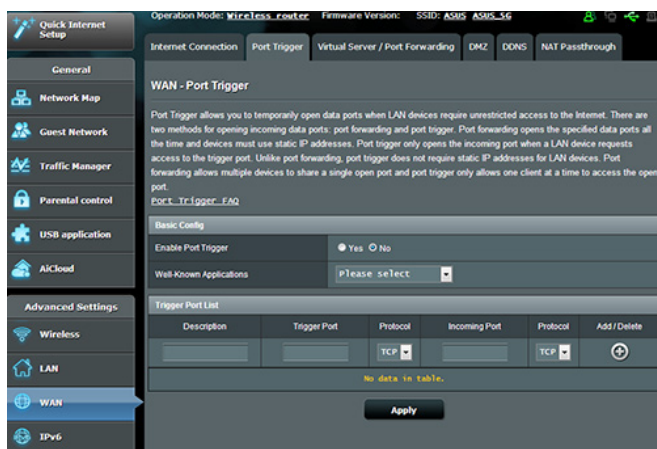 Quick Internet
Setup
Operation Mode: Wireless router Firmware Version: SSID: ASUS ASUS_5G
Internet Connection Port Trigger Virtual Server / Port Forwarding DMZ DDNS NAT Passthrough
General
Network Map
Guest Network
Traffic Manager
Parental control
USB application
AiCloud
Advanced Settings
Wireless
LAN
WAN
IPv6
WAN - Port Trigger
Port Trigger allows you to temporarily open data ports when LAN devices require unrestricted access to the Internet. There are
two methods for opening incoming data ports: port forwarding and port trigger. Port forwarding opens the specified data ports all
the time and devices must use static IP addresses. Port trigger only opens the incoming port when a LAN device requests
access to the trigger port. Unlike port forwarding, port trigger does not require static IP addresses for LAN devices. Port
forwarding allows multiple devices to share a single open port and port trigger only allows one client at a time to access the open
port.
Port Trigger FAQ
Basic Config
Enable Port Trigger Yes No
Well-Known Applications Please select
Trigger Port List
Description Trigger Port Protocol Incoming Port Protocol Add / Delete
TCP TCP
No data in table.
Apply